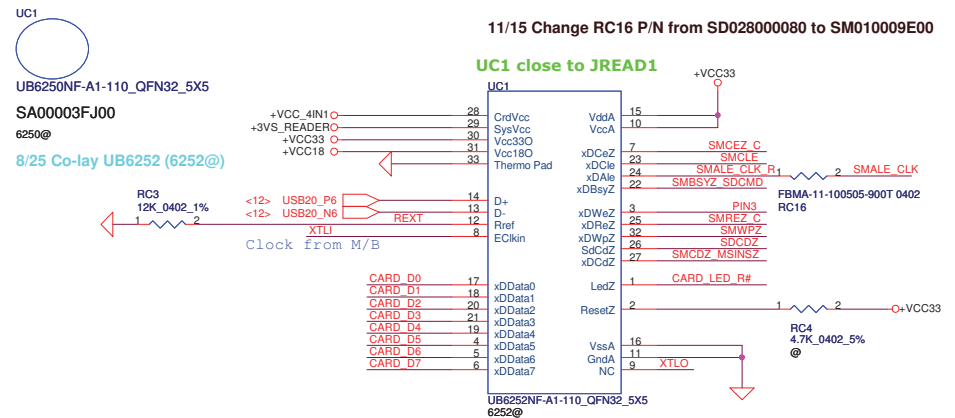 UC1
UB6250NF-A1-110_QFN32_5X5
SA00003FJ00
6250@
8/25 Co-lay UB6252 (6252@)
11/15 Change RC16 P/N from SD028000080 to SM010009E00
UC1 close to JREAD1
UC1
+VCC33
+VCC_4IN1 28 CrdVcc
+3VS_READER 29 SysVcc
+VCC33 30 Vcc33O
+VCC18 31 Vcc18O
33 Thermo Pad
VddA 15
VccA 10
xDCeZ 7 SMCEZ_C
xDCle 23 SMCLE
xDAle 24 SMALE_CLK_R 1 2 SMALE_CLK
xDBsyZ 22 SMBSYZ_SDCMD
FBMA-11-100505-900T 0402
RC16
RC3
12K_0402_1%
1 2
<12> USB20_P6 14 D+
<12> USB20_N6 13 D-
REXT 12 Rref
XTLI 8 EClkin
Clock from M/B
xDWeZ 3 PIN3
xDReZ 25 SMREZ_C
xDWpZ 32 SMWPZ
SdCdZ 26 SDCDZ
xDCdZ 27 SMCDZ_MSINSZ
CARD_D0 17 xDData0
CARD_D1 18 xDData1
CARD_D2 20 xDData2
CARD_D3 21 xDData3
CARD_D4 19 xDData4
CARD_D5 4 xDData5
CARD_D6 5 xDData6
CARD_D7 6 xDData7
LedZ 1 CARD_LED_R#
ResetZ 2 1 2 +VCC33
RC4
4.7K_0402_5%
@
VssA 16
GndA 11
NC 9 XTLO
UB6252NF-A1-110_QFN32_5X5
6252@